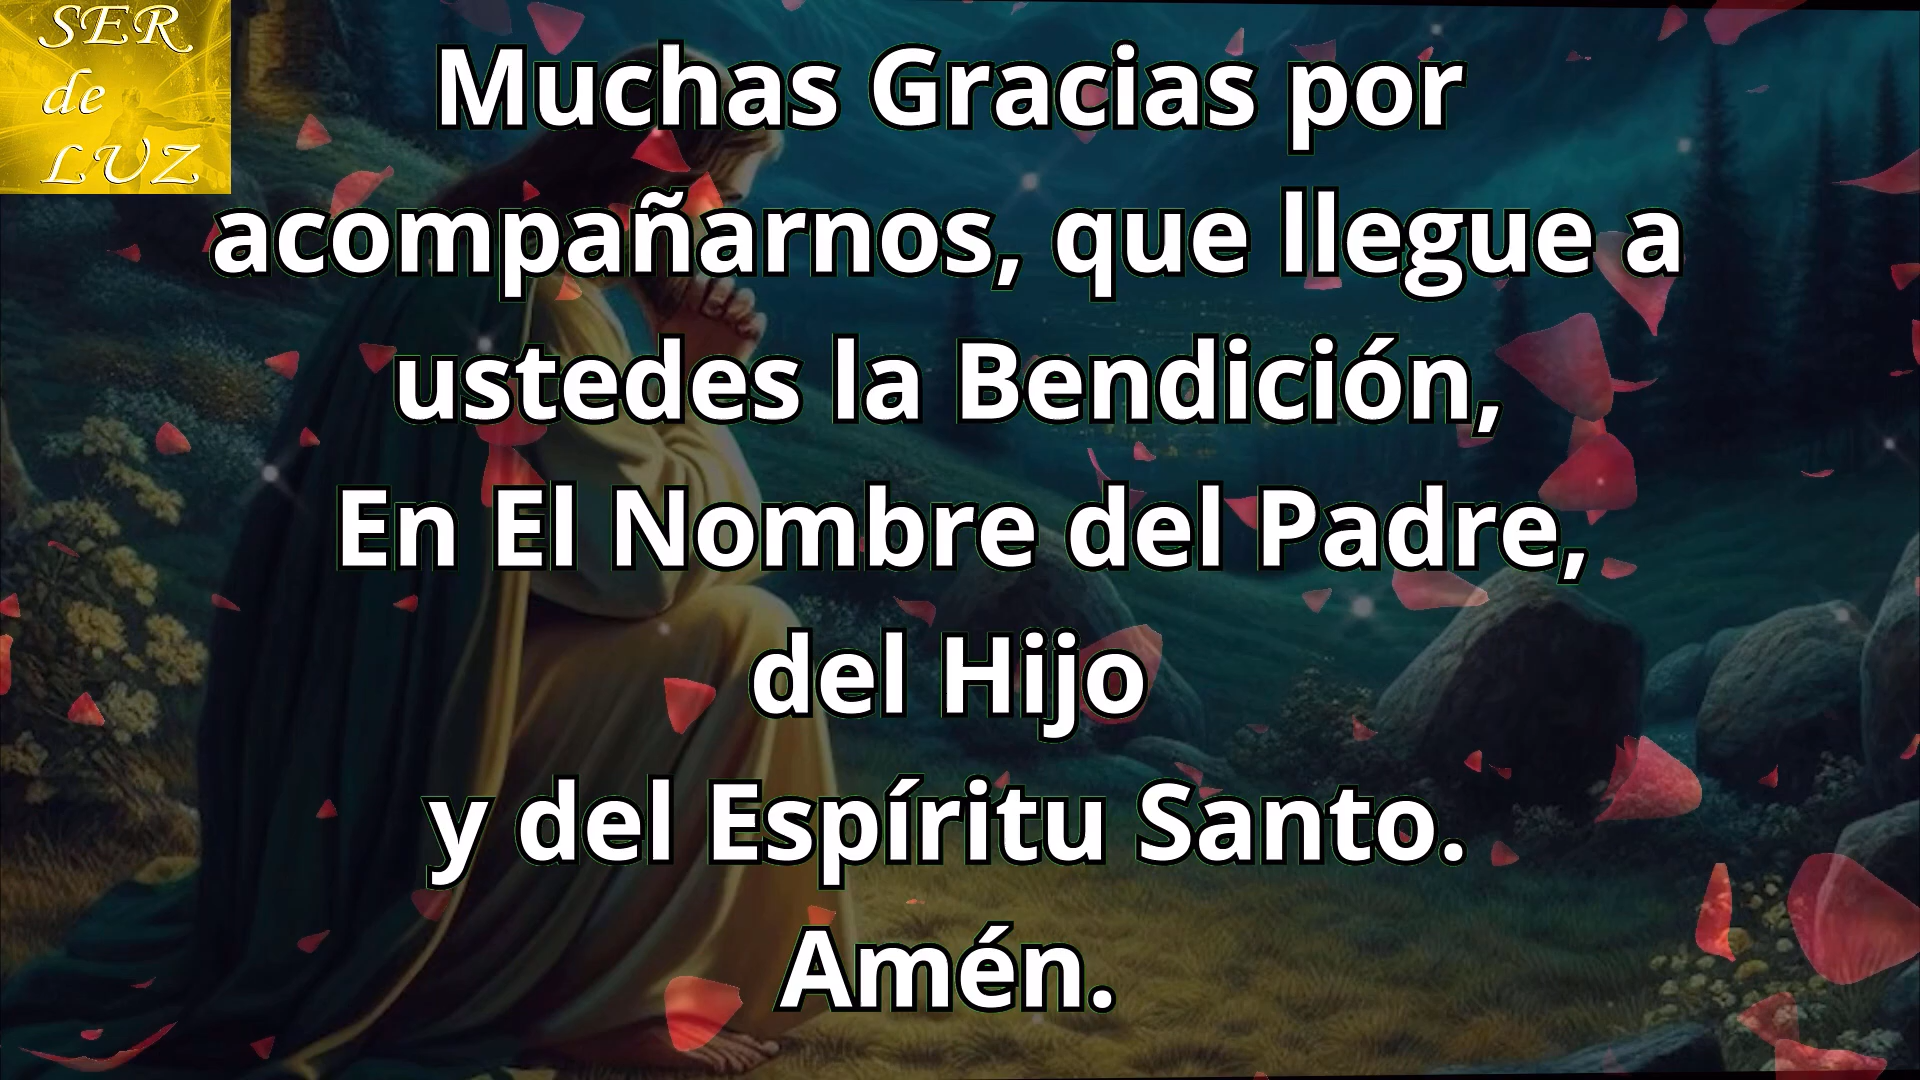 SER
de
LUZ
Muchas Gracias por
acompañarnos, que llegue a
ustedes la Bendición,
En El Nombre del Padre,
del Hijo
y del Espíritu Santo.
Amén.